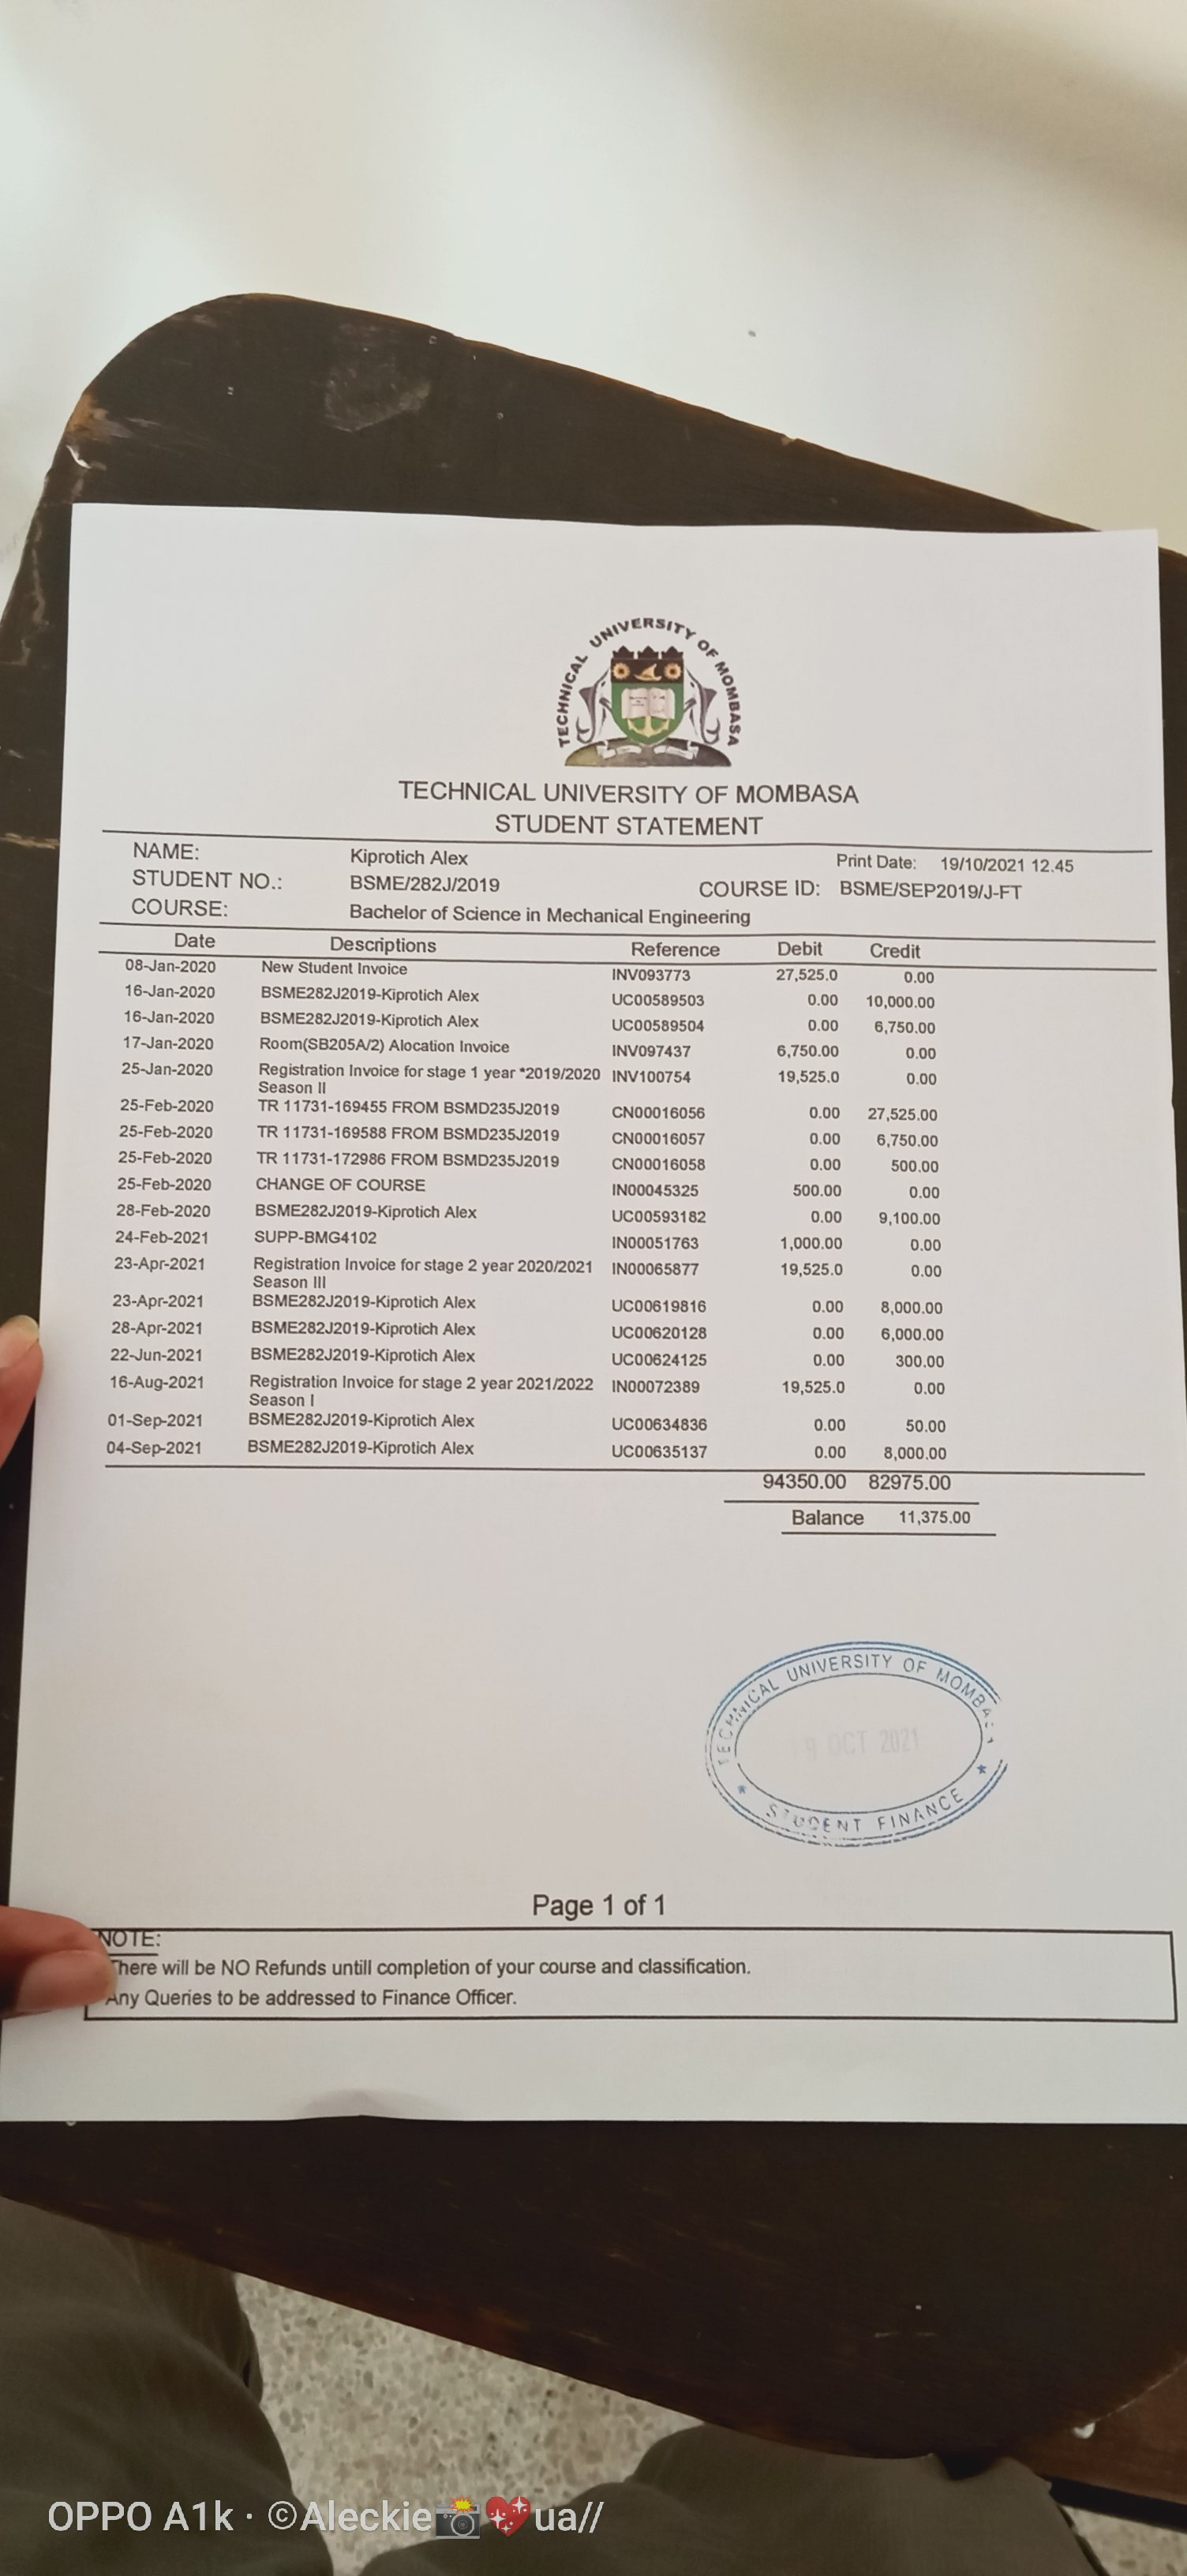 TECHNICAL UNIVERSITY OF MOMBASA
TECHNICAL UNIVERSITY OF MOMBASA
STUDENT STATEMENT
NAME: Kiprotich Alex Print Date: 19/10/2021 12.45
STUDENT NO.: BSME/282J/2019 COURSE ID: BSME/SEP2019/J-FT
COURSE: Bachelor of Science in Mechanical Engineering
Date Descriptions Reference Debit Credit
08-Jan-2020 New Student Invoice INV093773 27,525.0 0.00
16-Jan-2020 BSME282J2019-Kiprotich Alex UC00589503 0.00 10,000.00
16-Jan-2020 BSME282J2019-Kiprotich Alex UC00589504 0.00 6,750.00
17-Jan-2020 Room(SB205A/2) Alocation Invoice INV097437 6,750.00 0.00
25-Jan-2020 Registration Invoice for stage 1 year *2019/2020 INV100754 19,525.0 0.00
Season II
25-Feb-2020 TR 11731-169455 FROM BSMD235J2019 CN00016056 0.00 27,525.00
25-Feb-2020 TR 11731-169588 FROM BSMD235J2019 CN00016057 0.00 6,750.00
25-Feb-2020 TR 11731-172986 FROM BSMD235J2019 CN00016058 0.00 500.00
25-Feb-2020 CHANGE OF COURSE IN00045325 500.00 0.00
28-Feb-2020 BSME282J2019-Kiprotich Alex UC00593182 0.00 9,100.00
24-Feb-2021 SUPP-BMG4102 IN00051763 1,000.00 0.00
23-Apr-2021 Registration Invoice for stage 2 year 2020/2021 IN00065877 19,525.0 0.00
Season III
23-Apr-2021 BSME282J2019-Kiprotich Alex UC00619816 0.00 8,000.00
28-Apr-2021 BSME282J2019-Kiprotich Alex UC00620128 0.00 6,000.00
22-Jun-2021 BSME282J2019-Kiprotich Alex UC00624125 0.00 300.00
16-Aug-2021 Registration Invoice for stage 2 year 2021/2022 IN00072389 19,525.0 0.00
Season I
01-Sep-2021 BSME282J2019-Kiprotich Alex UC00634836 0.00 50.00
04-Sep-2021 BSME282J2019-Kiprotich Alex UC00635137 0.00 8,000.00
94350.00 82975.00
Balance 11,375.00
TECHNICAL UNIVERSITY OF MOMBA
OCT 2021
STUDENT FINANCE
Page 1 of 1
NOTE:
There will be NO Refunds untill completion of your course and classification.
Any Queries to be addressed to Finance Officer.
OPPO A1k · ©Aleckie📸💖ua//